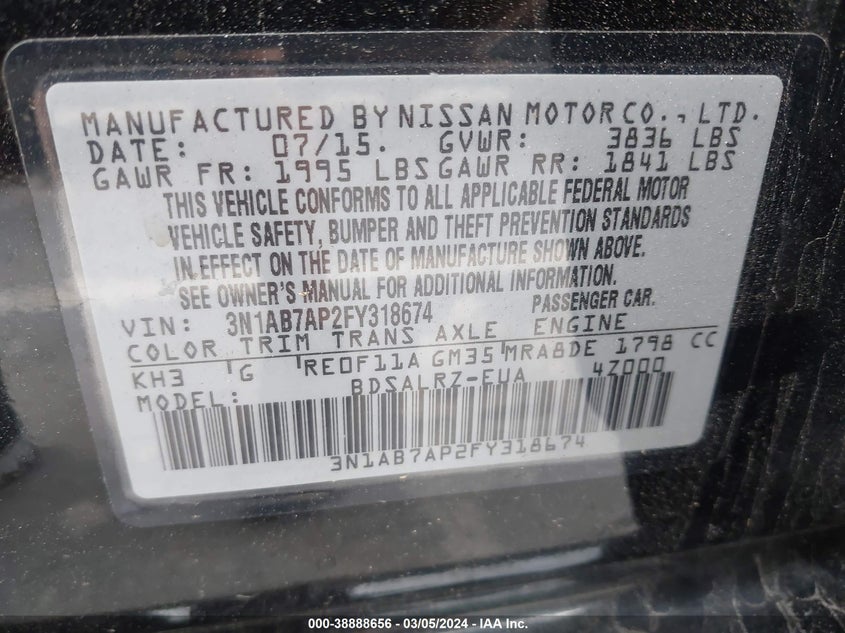 MANUFACTURED BY NISSAN MOTOR CO., LTD.
DATE: 07/15. GVWR: 3836 LBS
GAWR FR: 1995 LBS GAWR RR: 1841 LBS
THIS VEHICLE CONFORMS TO ALL APPLICABLE FEDERAL MOTOR
VEHICLE SAFETY, BUMPER AND THEFT PREVENTION STANDARDS
IN EFFECT ON THE DATE OF MANUFACTURE SHOWN ABOVE.
SEE OWNER'S MANUAL FOR ADDITIONAL INFORMATION.
VIN: 3N1AB7AP2FY318674 PASSENGER CAR.
COLOR TRIM TRANS AXLE ENGINE
KH3 G RE0F11A GM35 MRA8DE 1798 CC
MODEL: BDSALRZ-EUA 4Z000
3N1AB7AP2FY318674
000-38888656 - 03/05/2024 - IAA Inc.